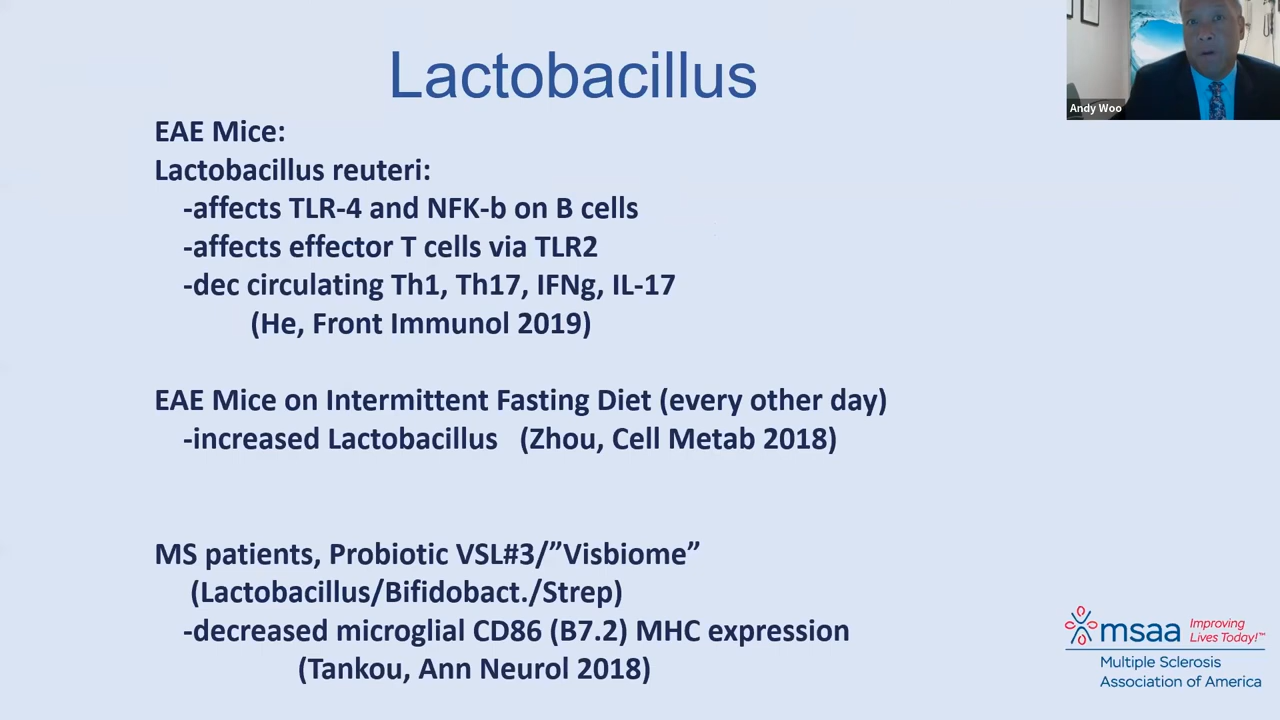 Lactobacillus
Andy Woo
EAE Mice:
Lactobacillus reuteri:
-affects TLR-4 and NFK-b on B cells
-affects effector T cells via TLR2
-dec circulating Th1, Th17, IFNg, IL-17
(He, Front Immunol 2019)
EAE Mice on Intermittent Fasting Diet (every other day)
-increased Lactobacillus (Zhou, Cell Metab 2018)
MS patients, Probiotic VSL#3/”Visbiome”
(Lactobacillus/Bifidobact./Strep)
-decreased microglial CD86 (B7.2) MHC expression
(Tankou, Ann Neurol 2018)
msaa
Improving
Lives Today!™
Multiple Sclerosis
Association of America